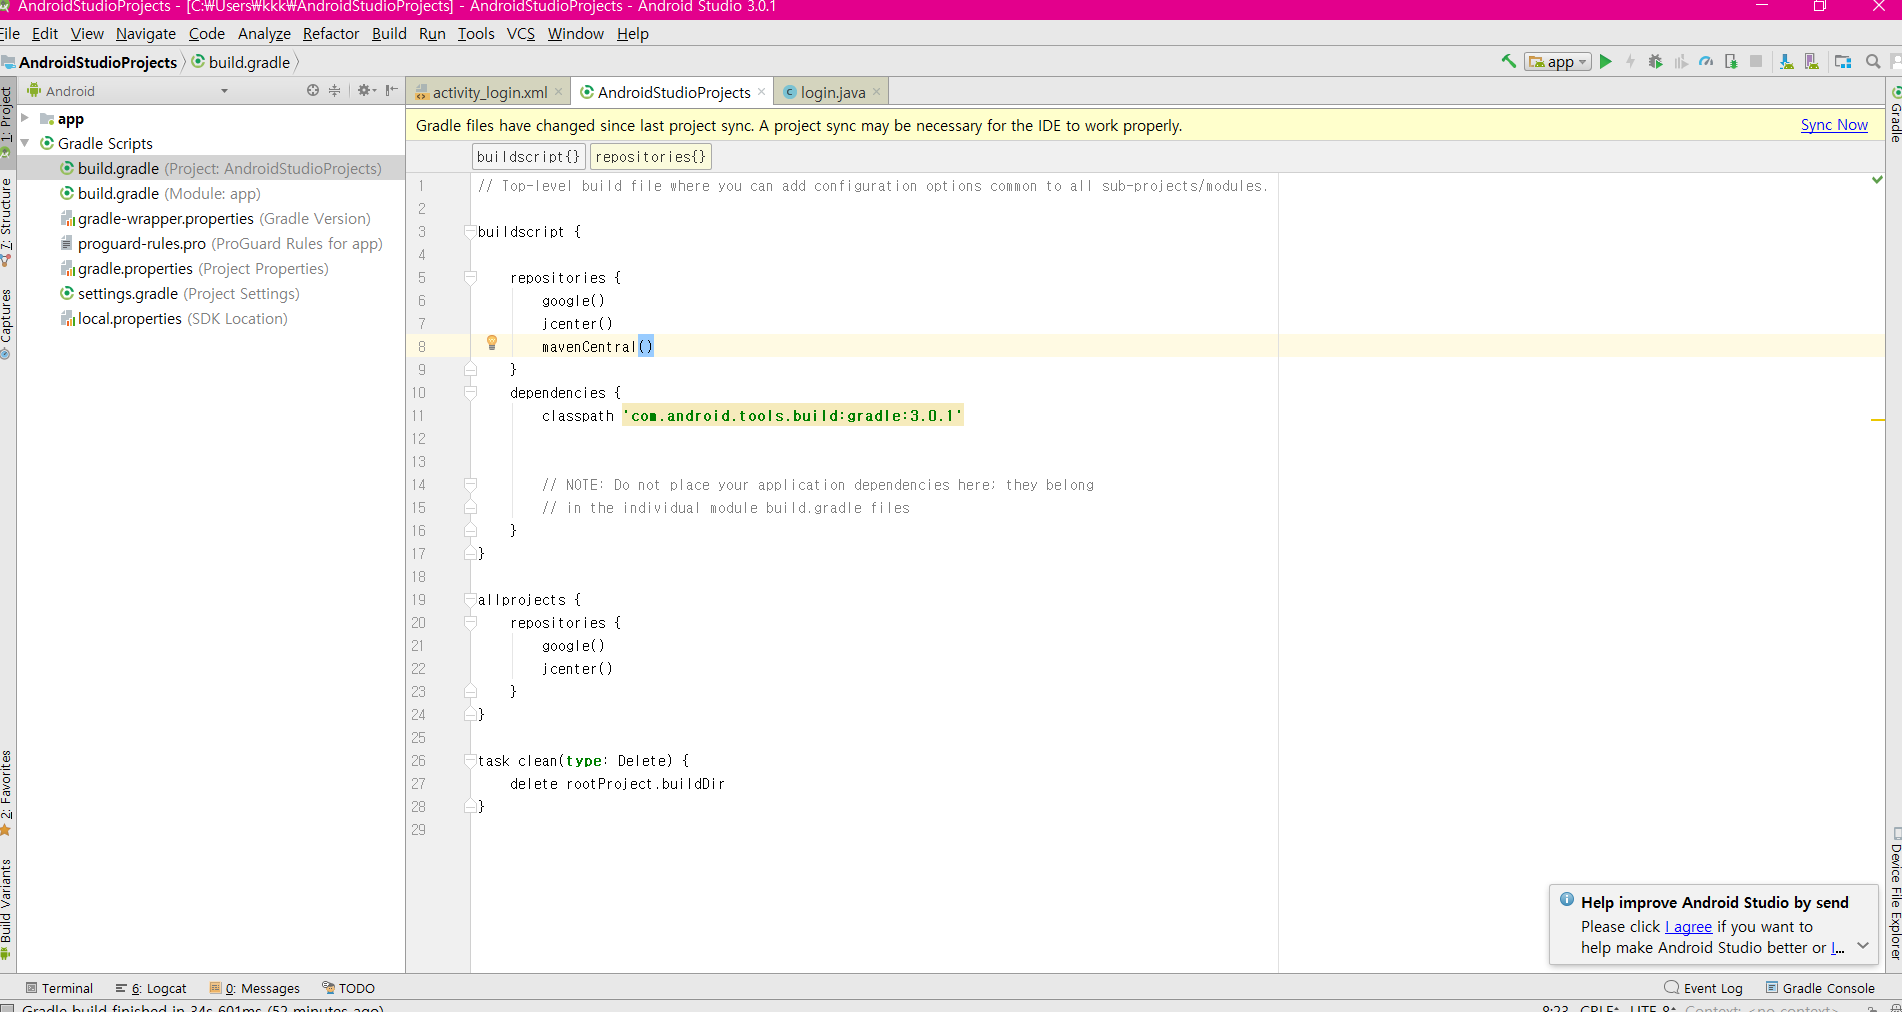 AndroidStudioProjects - [C:₩Users₩kkk₩AndroidStudioProjects] - AndroidStudioProjects - Android Studio 3.0.1
File Edit View Navigate Code Analyze Refactor Build Run Tools VCS Window Help
AndroidStudioProjects build.gradle
app
Android
activity_login.xml AndroidStudioProjects login.java
1: Project
7: Structure
Captures
2: Favorites
Build Variants
app
Gradle Scripts
build.gradle (Project: AndroidStudioProjects)
build.gradle (Module: app)
gradle-wrapper.properties (Gradle Version)
proguard-rules.pro (ProGuard Rules for app)
gradle.properties (Project Properties)
settings.gradle (Project Settings)
local.properties (SDK Location)
Gradle files have changed since last project sync. A project sync may be necessary for the IDE to work properly. Sync Now
buildscript{} repositories{}
1 // Top-level build file where you can add configuration options common to all sub-projects/modules.
2
3 buildscript {
4
5 repositories {
6 google()
7 jcenter()
8 mavenCentral()
9 }
10 dependencies {
11 classpath 'com.android.tools.build:gradle:3.0.1'
12
13
14 // NOTE: Do not place your application dependencies here; they belong
15 // in the individual module build.gradle files
16 }
17 }
18
19 allprojects {
20 repositories {
21 google()
22 jcenter()
23 }
24 }
25
26 task clean(type: Delete) {
27 delete rootProject.buildDir
28 }
29
Gradle
Device File Explorer
Help improve Android Studio by send
Please click I agree if you want to
help make Android Studio better or I...
Terminal 6: Logcat 0: Messages TODO Event Log Gradle Console
Gradle build finished in 34s 601ms (52 minutes ago) 8:23 CRLF UTF-8 Context: <no context>